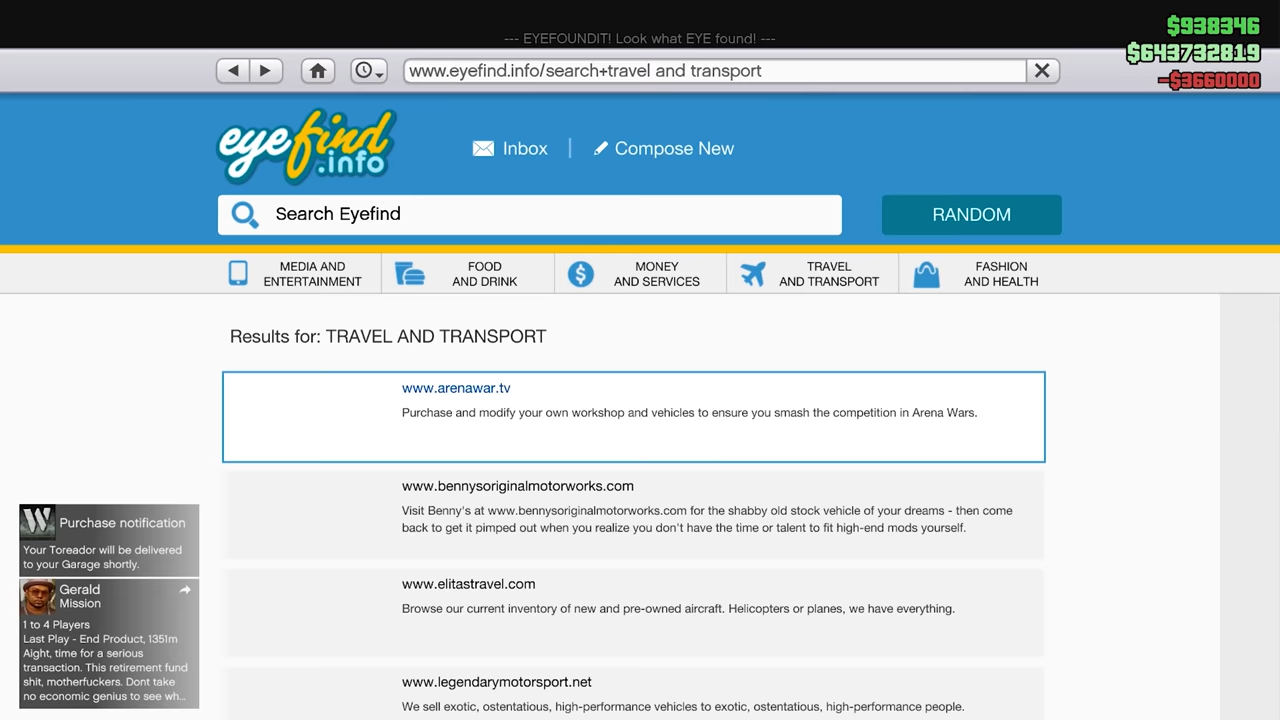 --- EYEFOUNDIT! Look what EYE found! ---
$938346
$643732819
-$3660000
www.eyefind.info/search+travel and transport
eyefind
.info
Inbox
Compose New
Search Eyefind
RANDOM
MEDIA AND
ENTERTAINMENT
FOOD
AND DRINK
MONEY
AND SERVICES
TRAVEL
AND TRANSPORT
FASHION
AND HEALTH
Results for: TRAVEL AND TRANSPORT
www.arenawar.tv
Purchase and modify your own workshop and vehicles to ensure you smash the competition in Arena Wars.
www.bennysoriginalmotorworks.com
Visit Benny's at www.bennysoriginalmotorworks.com for the shabby old stock vehicle of your dreams - then come
back to get it pimped out when you realize you don't have the time or talent to fit high-end mods yourself.
www.elitastravel.com
Browse our current inventory of new and pre-owned aircraft. Helicopters or planes, we have everything.
www.legendarymotorsport.net
We sell exotic, ostentatious, high-performance vehicles to exotic, ostentatious, high-performance people.
W
Purchase notification
Your Toreador will be delivered
to your Garage shortly.
Gerald
Mission
1 to 4 Players
Last Play - End Product, 1351m
Aight, time for a serious
transaction. This retirement fund
shit, motherfuckers. Dont take
no economic genius to see wh...